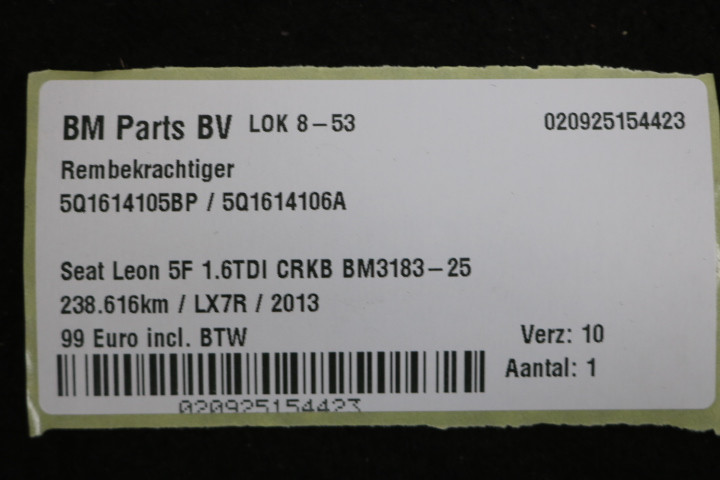 BM Parts BV LOK 8-53 020925154423
Rembekrachtiger
5Q1614105BP / 5Q1614106A
Seat Leon 5F 1.6TDI CRKB BM3183-25
238.616km / LX7R / 2013
99 Euro incl. BTW Verz: 10
Aantal: 1
020925154423